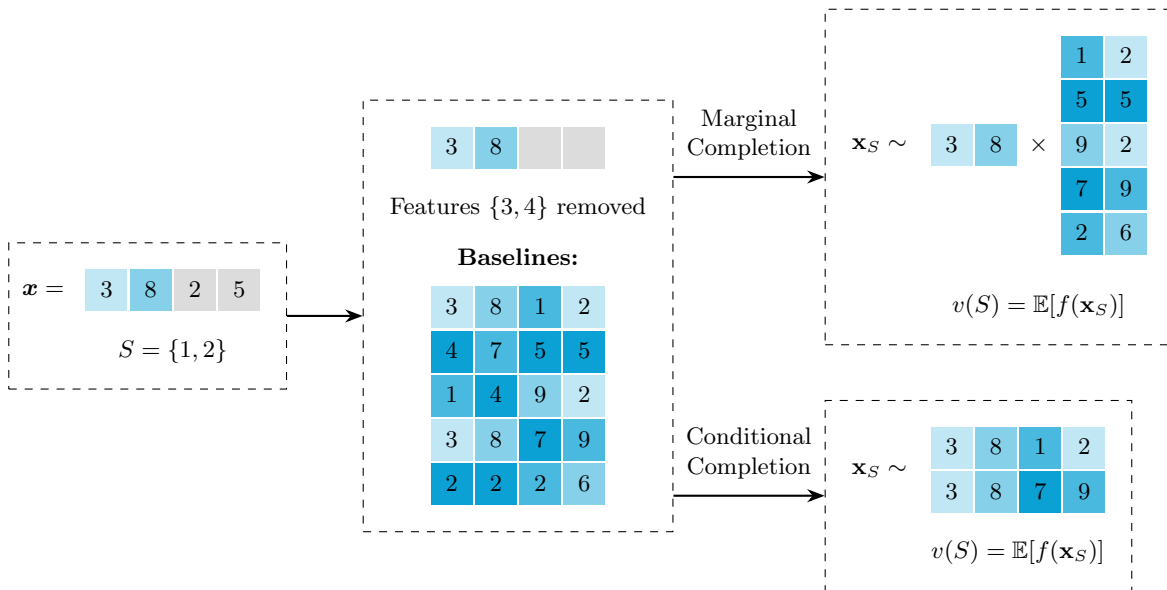 𝒙 = 3 8 2 5
S = {1, 2}
3 8
Features {3, 4} removed
Baselines:
3 8 1 2
4 7 5 5
1 4 9 2
3 8 7 9
2 2 2 6
Marginal
Completion
1 2
5 5
𝐱_S ∼ 3 8 × 9 2
7 9
2 6
v(S) = 𝔼[f(𝐱_S)]
Conditional
Completion
𝐱_S ∼
3 8 1 2
3 8 7 9
v(S) = 𝔼[f(𝐱_S)]